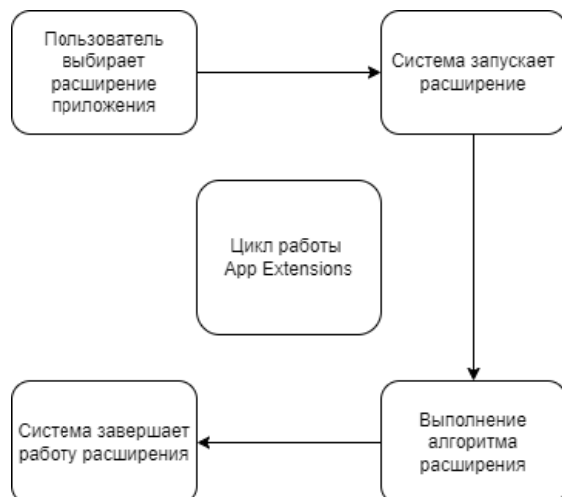 Пользователь
выбирает
расширение
приложения
Система запускает
расширение
Цикл работы
App Extensions
Система завершает
работу расширения
Выполнение
алгоритма
расширения